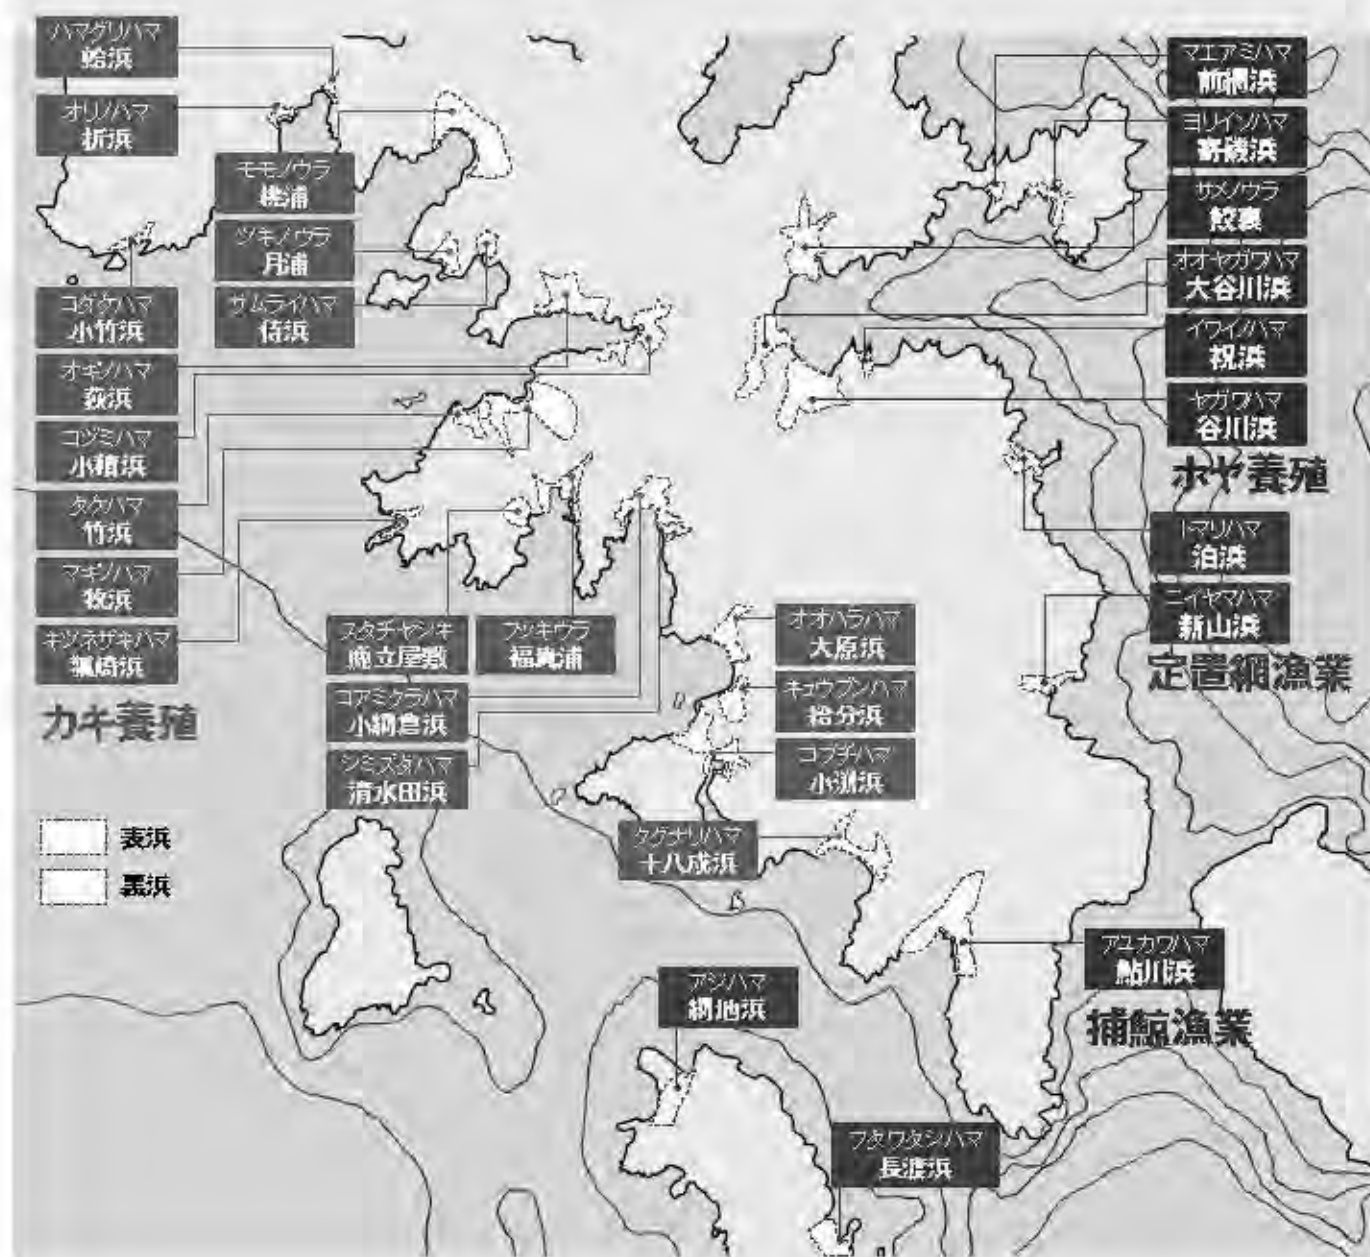 ハマグリハマ
蛤浜
オリノハマ
折浜
モモノウラ
桃浦
ツキノウラ
月浦
サムライハマ
侍浜
コダケハマ
小竹浜
オギノハマ
荻浜
コヅミハマ
小積浜
タケハマ
竹浜
マギノハマ
牧浜
キツネザキハマ
狐崎浜
カキ養殖
スダチヤシキ
鹿立屋敷
フッキウラ
福貴浦
コアミクラハマ
小網倉浜
シミズダハマ
清水田浜
オオハラハマ
大原浜
キュウブンハマ
給分浜
コブチハマ
小渕浜
マエアミハマ
前網浜
ヨリイソハマ
寄磯浜
サメノウラ
鮫裏
オオヤガワハマ
大谷川浜
イワイノハマ
祝浜
ヤガワハマ
谷川浜
ホヤ養殖
トマリハマ
泊浜
ニイヤマハマ
新山浜
定置網漁業
表浜
裏浜
タグナリハマ
十八成浜
アユカワハマ
鮎川浜
捕鯨漁業
アジハマ
網地浜
フタワタシハマ
長渡浜